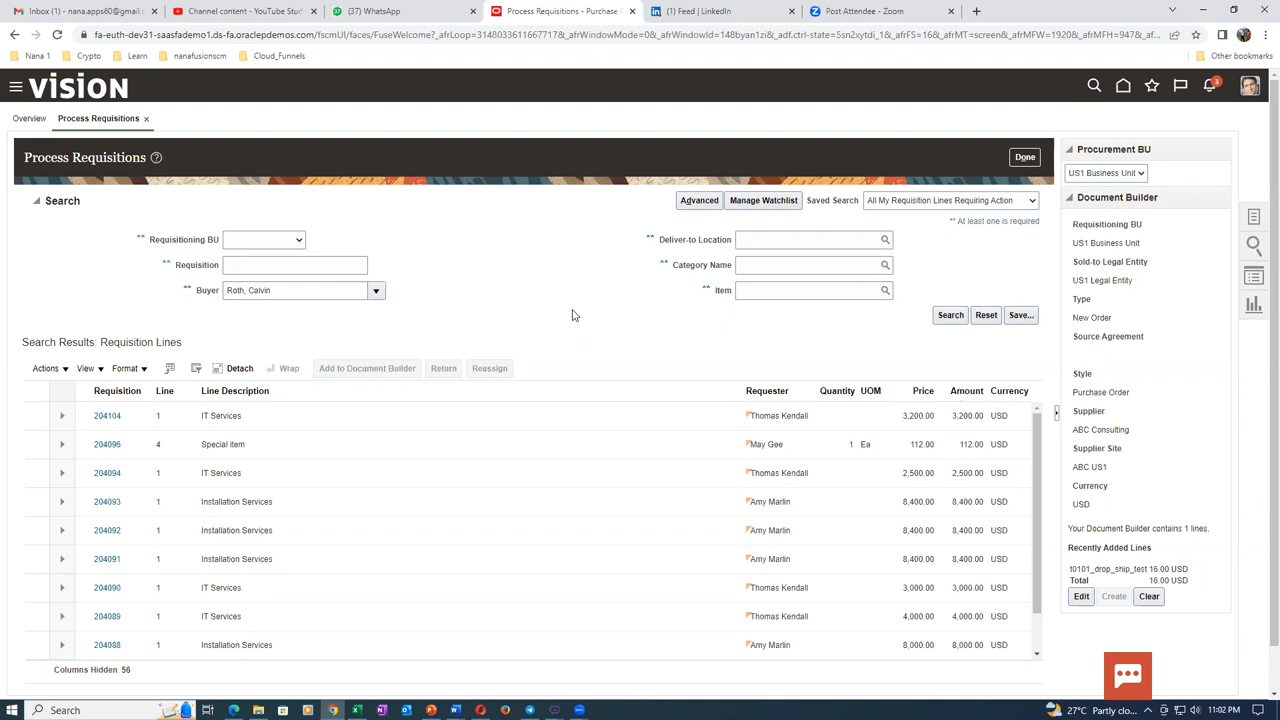 Inbox (1) - nana.apps60@gmail.c
Channel content - YouTube Stud
(37) WhatsApp
Process Requisitions - Purchase O
(1) Feed | LinkedIn
Post Attendee - Zoom
fa-euth-dev31-saasfademo1.ds-fa.oraclepdemos.com/fscmUI/faces/FuseWelcome?_afrLoop=3148033611667717&_afrWindowMode=0&_afrWindowId=148byan1zi&_adf.ctrl-state=5sn2xytdi_1&_afrFS=16&_afrMT=screen&_afrMFW=1920&_afrMFH=947&_a...
Nana 1
Crypto
Learn
nanafusionscm
Cloud_Funnels
Other bookmarks
VISION
3
Overview
Process Requisitions
Process Requisitions
Done
Search
Advanced
Manage Watchlist
Saved Search
All My Requisition Lines Requiring Action
** At least one is required
** Requisitioning BU
** Deliver-to Location
** Requisition
** Category Name
** Buyer
Roth, Calvin
** Item
Search
Reset
Save...
Search Results: Requisition Lines
Actions
View
Format
Detach
Wrap
Add to Document Builder
Return
Reassign
Requisition Line Line Description Requester Quantity UOM Price Amount Currency
204104 1 IT Services Thomas Kendall 3,200.00 3,200.00 USD
204096 4 Special item May Gee 1 Ea 112.00 112.00 USD
204094 1 IT Services Thomas Kendall 2,500.00 2,500.00 USD
204093 1 Installation Services Amy Marlin 8,400.00 8,400.00 USD
204092 1 Installation Services Amy Marlin 8,400.00 8,400.00 USD
204091 1 Installation Services Amy Marlin 8,400.00 8,400.00 USD
204090 1 IT Services Thomas Kendall 3,000.00 3,000.00 USD
204089 1 IT Services Thomas Kendall 4,000.00 4,000.00 USD
204088 1 Installation Services Amy Marlin 8,000.00 8,000.00 USD
Columns Hidden 56
Procurement BU
US1 Business Unit
Document Builder
Requisitioning BU
US1 Business Unit
Sold-to Legal Entity
US1 Legal Entity
Type
New Order
Source Agreement
Style
Purchase Order
Supplier
ABC Consulting
Supplier Site
ABC US1
Currency
USD
Your Document Builder contains 1 lines.
Recently Added Lines
t0101_drop_ship_test 16.00 USD
Total 16.00 USD
Edit
Create
Clear
Search
27°C Partly clo...
11:02 PM